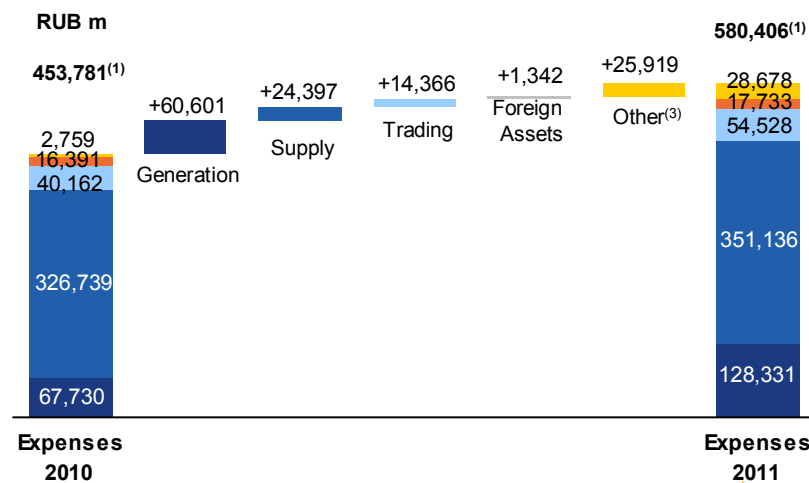 RUB m
453,781(1)
2,759
16,391
40,162
326,739
67,730
Expenses
2010
+60,601
Generation
+24,397
Supply
+14,366
Trading
+1,342
Foreign
Assets
+25,919
Other(3)
580,406(1)
28,678
17,733
54,528
351,136
128,331
Expenses
2011